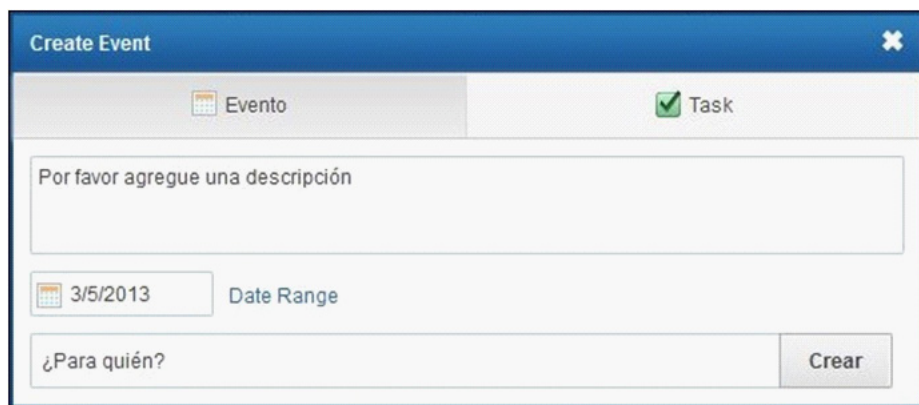 Create Event
Evento
Task
Por favor agregue una descripción
3/5/2013
Date Range
¿Para quién?
Crear